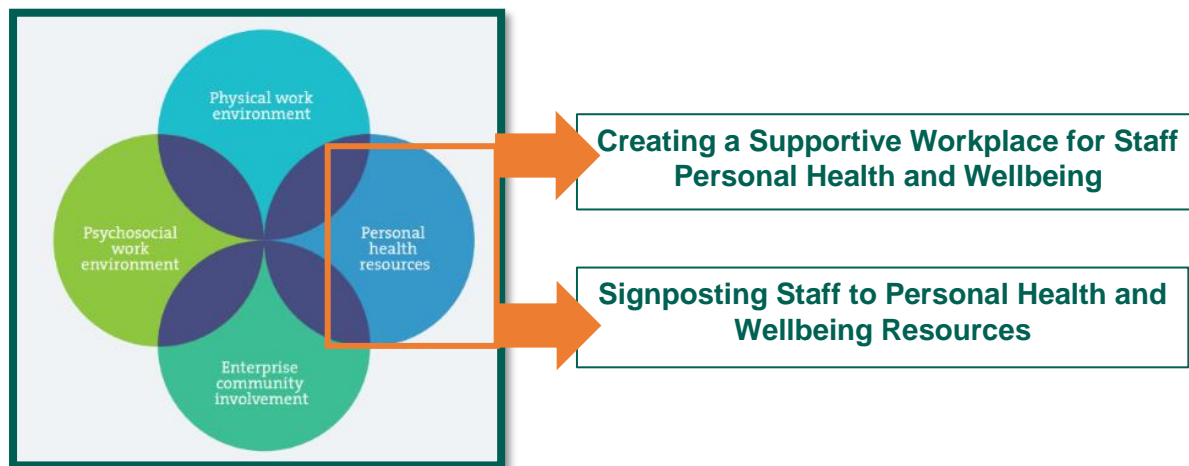 Physical work
environment
Psychosocial
work
environment
Personal
health
resources
Enterprise
community
involvement
Creating a Supportive Workplace for Staff
Personal Health and Wellbeing
Signposting Staff to Personal Health and
Wellbeing Resources